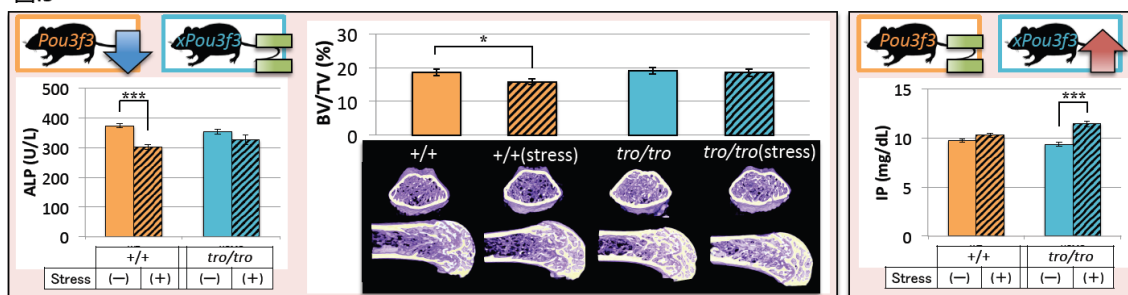 Pou3f3
xPou3f3
500
400
300
200
100
0
ALP (U/L)
***
+/+
tro/tro
Stress
(−)
(+)
(−)
(+)
30
20
10
0
BV/TV (%)
*
+/+
+/+(stress)
tro/tro
tro/tro(stress)
Pou3f3
xPou3f3
15
10
5
0
IP (mg/dL)
***
+/+
tro/tro
Stress
(−)
(+)
(−)
(+)